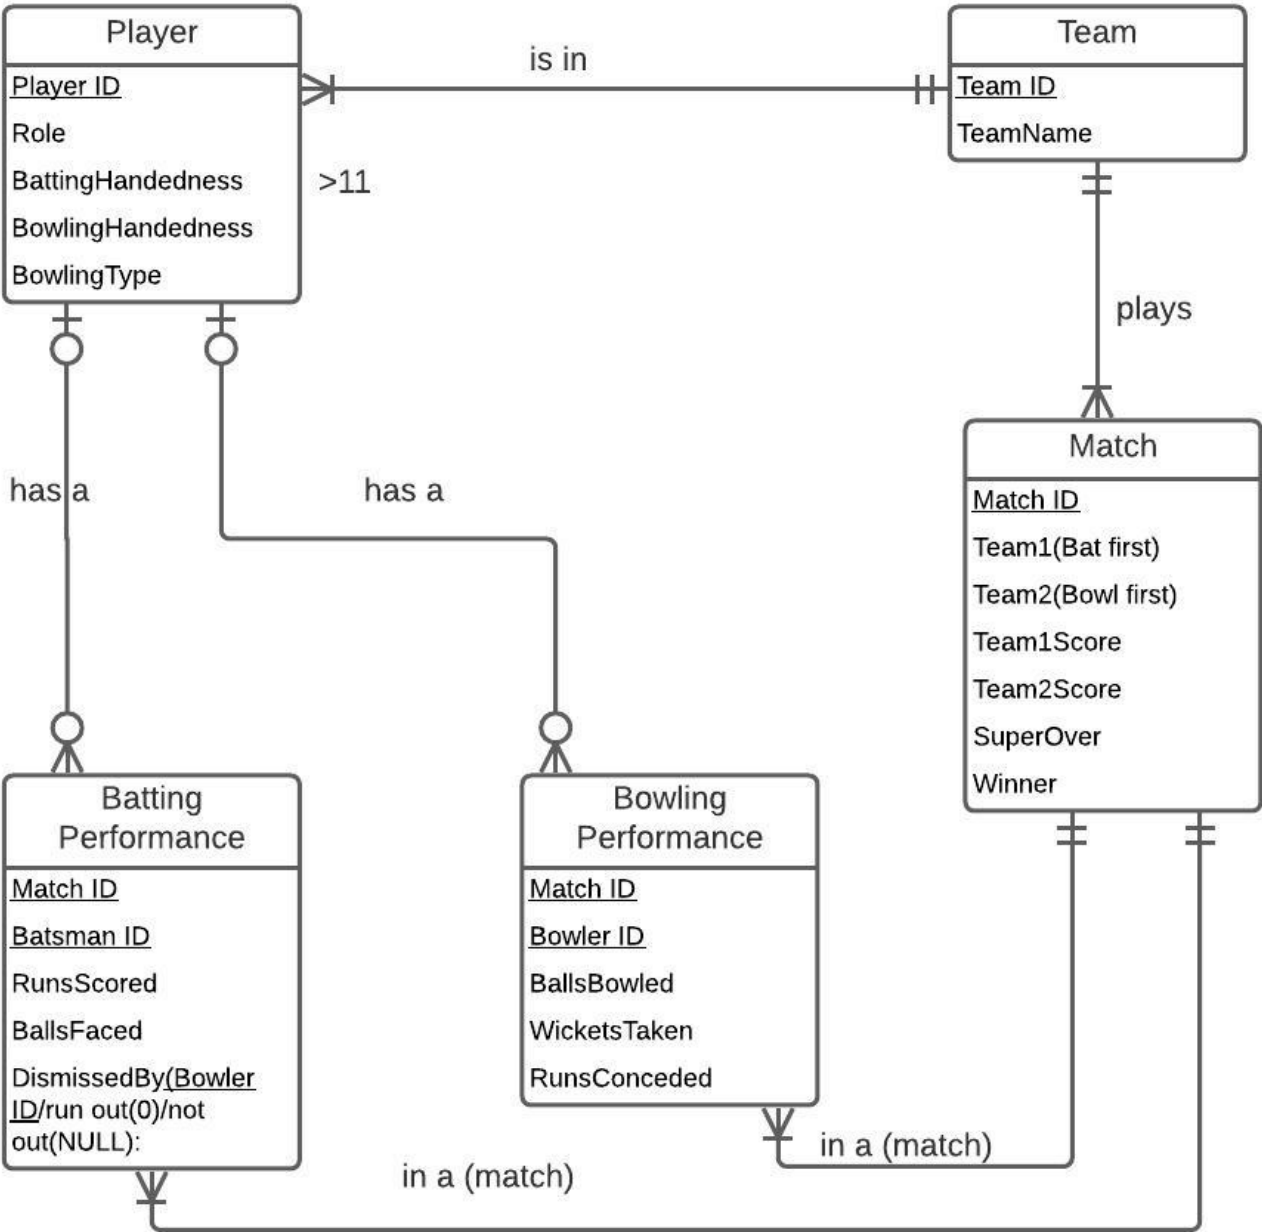 Player
Player ID
Role
BattingHandedness
BowlingHandedness
BowlingType
is in
>11
Team
Team ID
TeamName
plays
has a
has a
Match
Match ID
Team1(Bat first)
Team2(Bowl first)
Team1Score
Team2Score
SuperOver
Winner
Batting
Performance
Match ID
Batsman ID
RunsScored
BallsFaced
DismissedBy(Bowler
ID/run out(0)/not
out(NULL):
Bowling
Performance
Match ID
Bowler ID
BallsBowled
WicketsTaken
RunsConceded
in a (match)
in a (match)